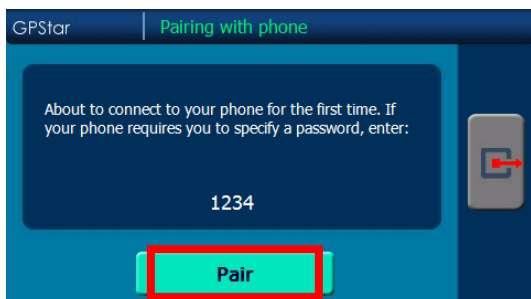 GPStar
Pairing with phone
About to connect to your phone for the first time. If
your phone requires you to specify a password, enter:
1234
Pair